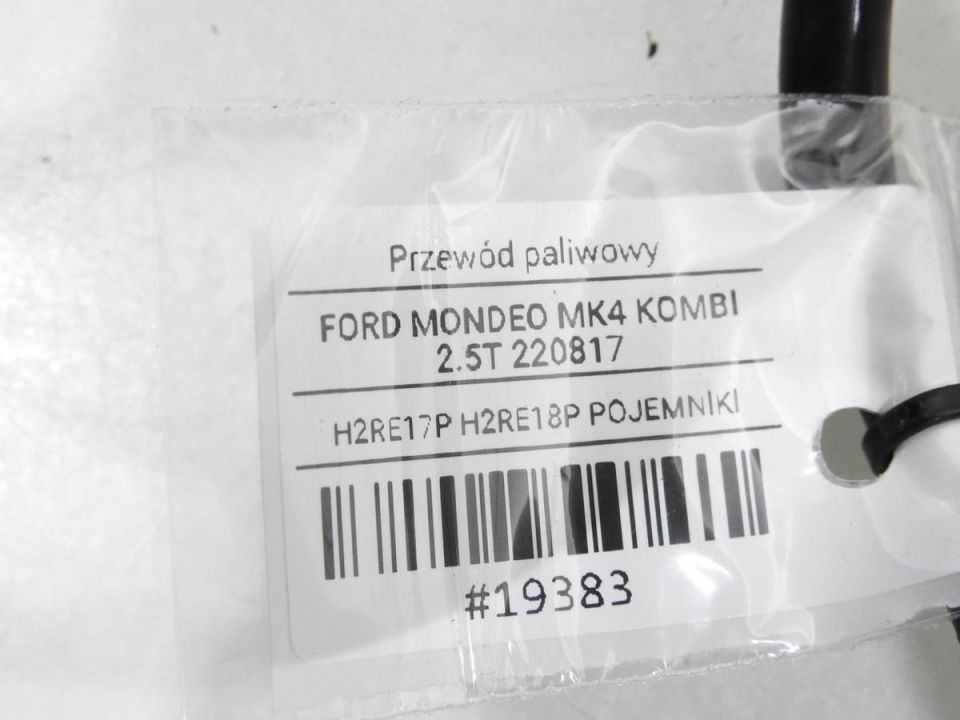 Przewód paliwowy
FORD MONDEO MK4 KOMBI
2.5T 220817
H2RE17P H2RE18P POJEMNIKI
#19383